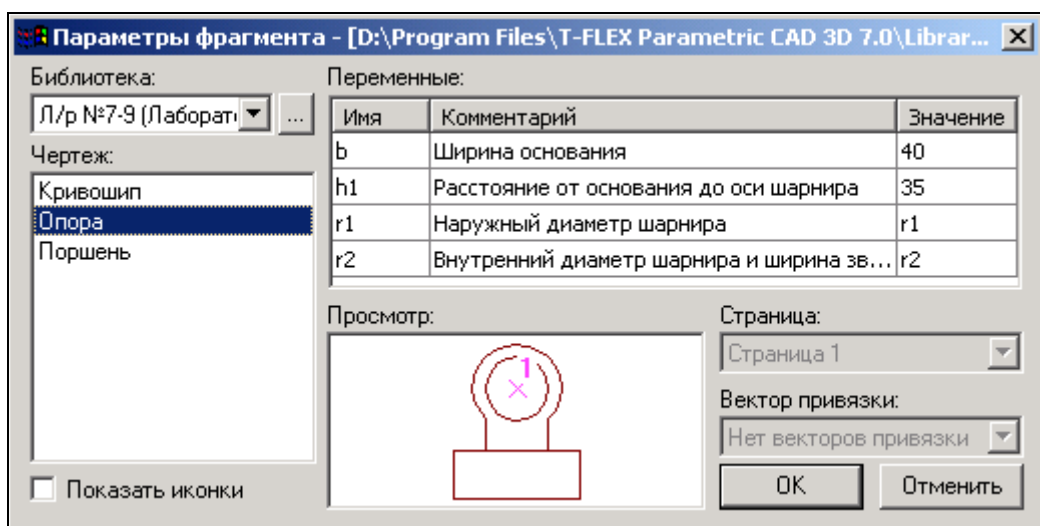 Параметры фрагмента - [D:\Program Files\T-FLEX Parametric CAD 3D 7.0\Librar...
Библиотека:
Л/р №7-9 (Лаборат
...
Чертеж:
Кривошип
Опора
Поршень
Показать иконки
Переменные:
Имя Комментарий Значение
b Ширина основания 40
h1 Расстояние от основания до оси шарнира 35
r1 Наружный диаметр шарнира r1
r2 Внутренний диаметр шарнира и ширина зв... r2
Просмотр:
1
Страница:
Страница 1
Вектор привязки:
Нет векторов привязки
OK Отменить